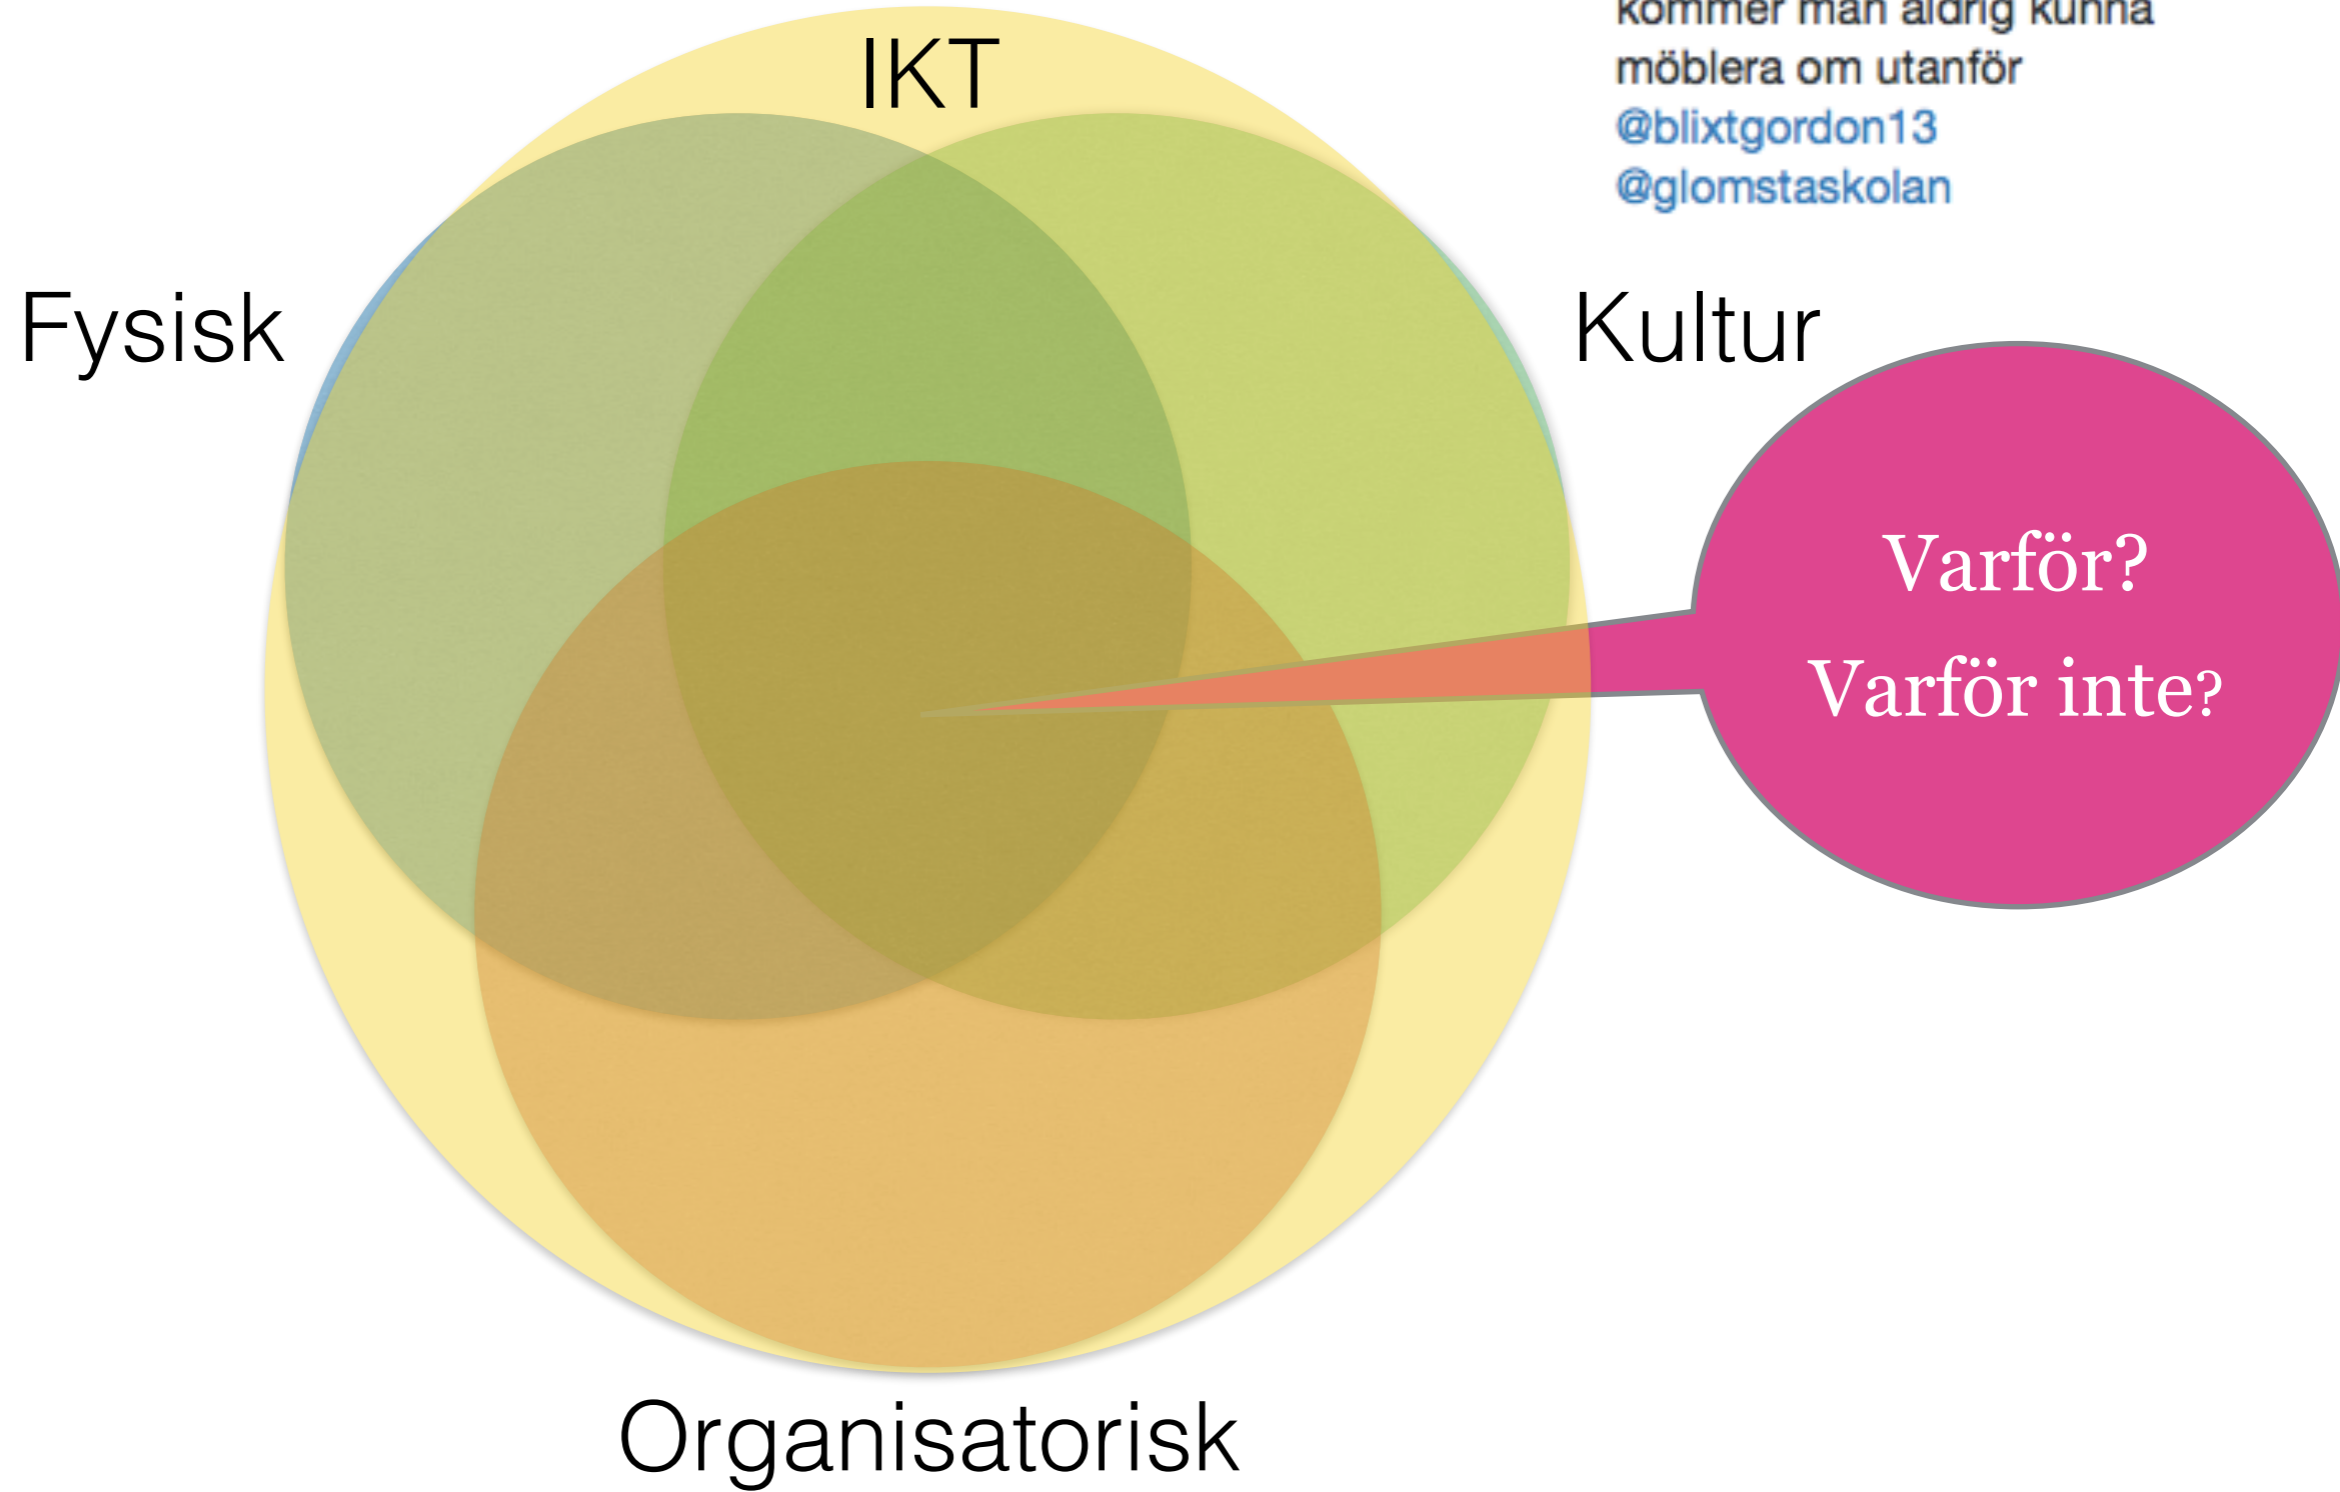 kommer man aldrig kunna
möblera om utanför
@blixtgordon13
@glomstaskolan
IKT
Fysisk
Kultur
Varför?
Varför inte?
Organisatorisk